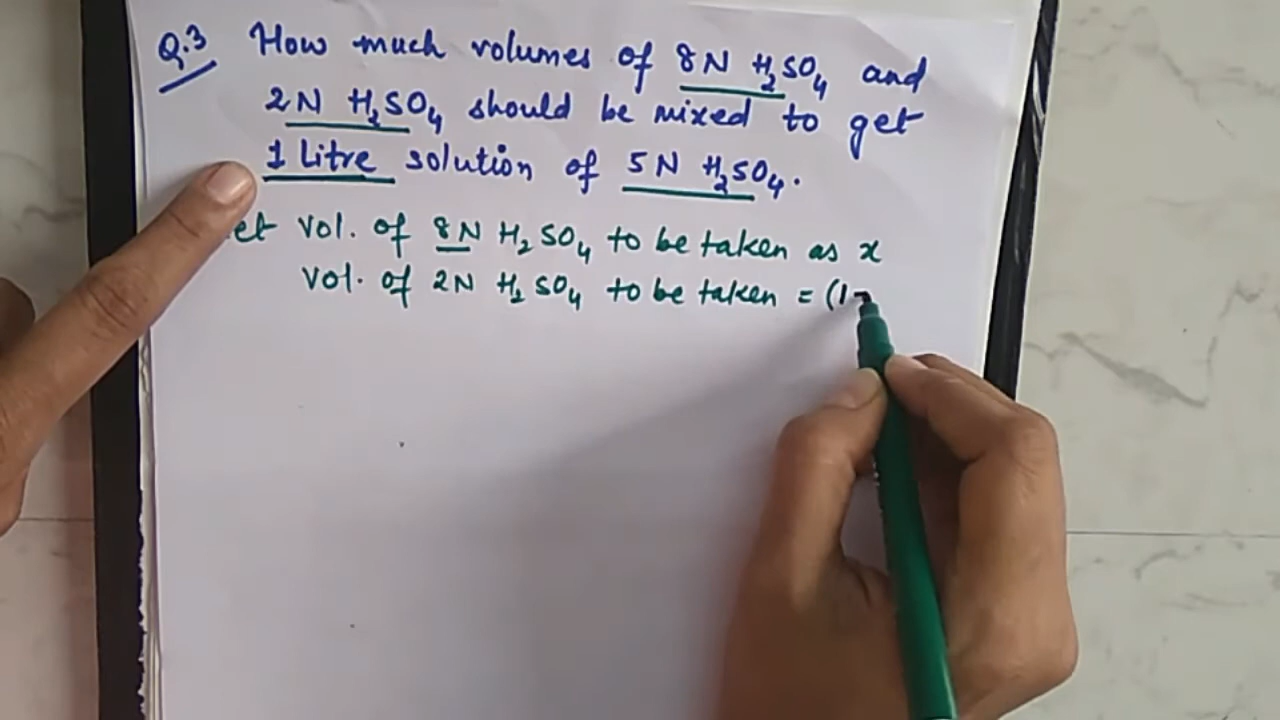 Q.3 How much volumes of 8N H₂SO₄ and
2N H₂SO₄ should be mixed to get
1 Litre solution of 5N H₂SO₄.
et vol. of 8N H₂SO₄ to be taken as x
Vol. of 2N H₂SO₄ to be taken = (1-